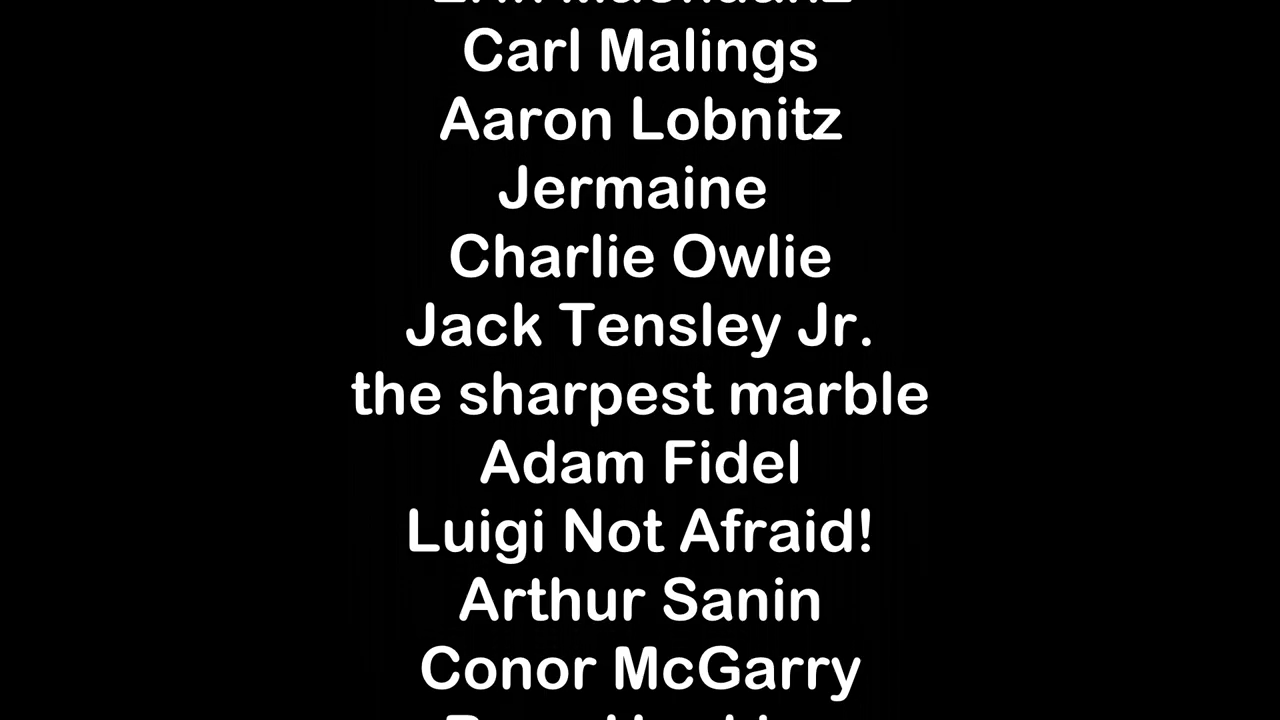 Carl Malings
Aaron Lobnitz
Jermaine
Charlie Owlie
Jack Tensley Jr.
the sharpest marble
Adam Fidel
Luigi Not Afraid!
Arthur Sanin
Conor McGarry